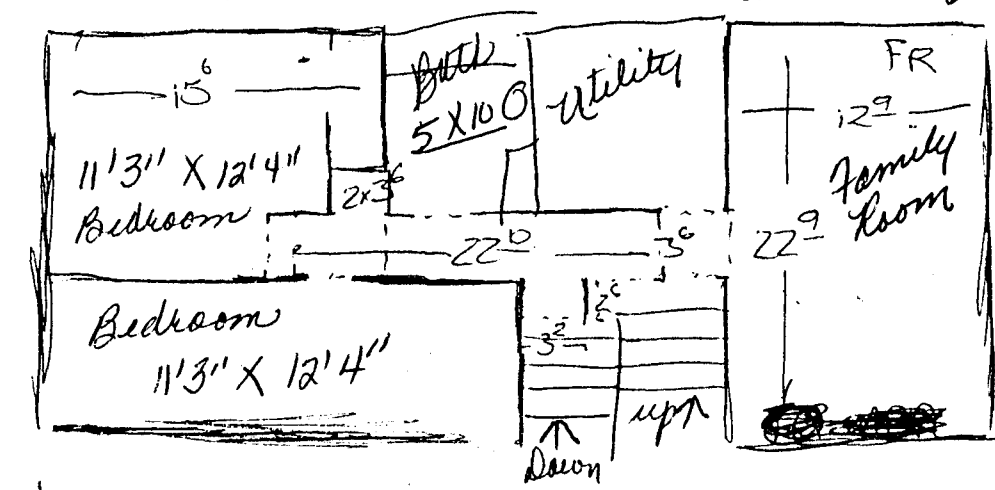 15⁶
11'3" X 12'4"
Bedroom
2x3⁶
Bath
5 X 10
Utility
FR
12⁹
Family
Room
22⁹
22¹⁰
3⁶
Bedroom
11'3" X 12'4"
3²
up
Down